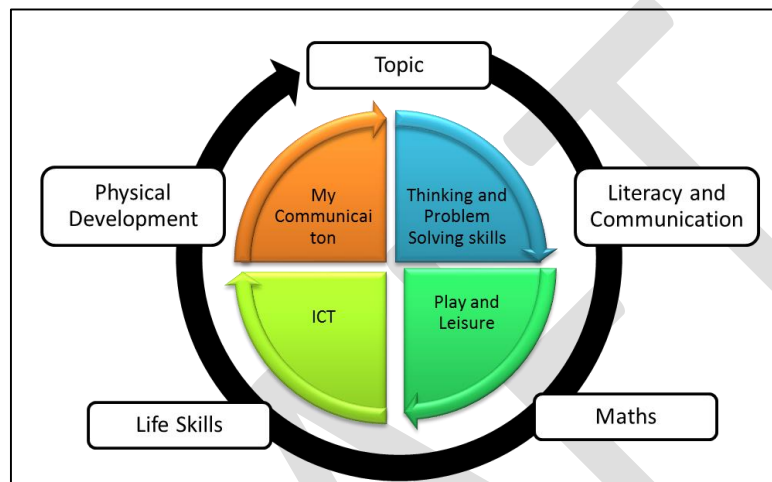 Topic
Physical
Development
My
Communicai
ton
Thinking and
Problem
Solving skills
Literacy and
Communication
ICT
Play and
Leisure
Life Skills
Maths